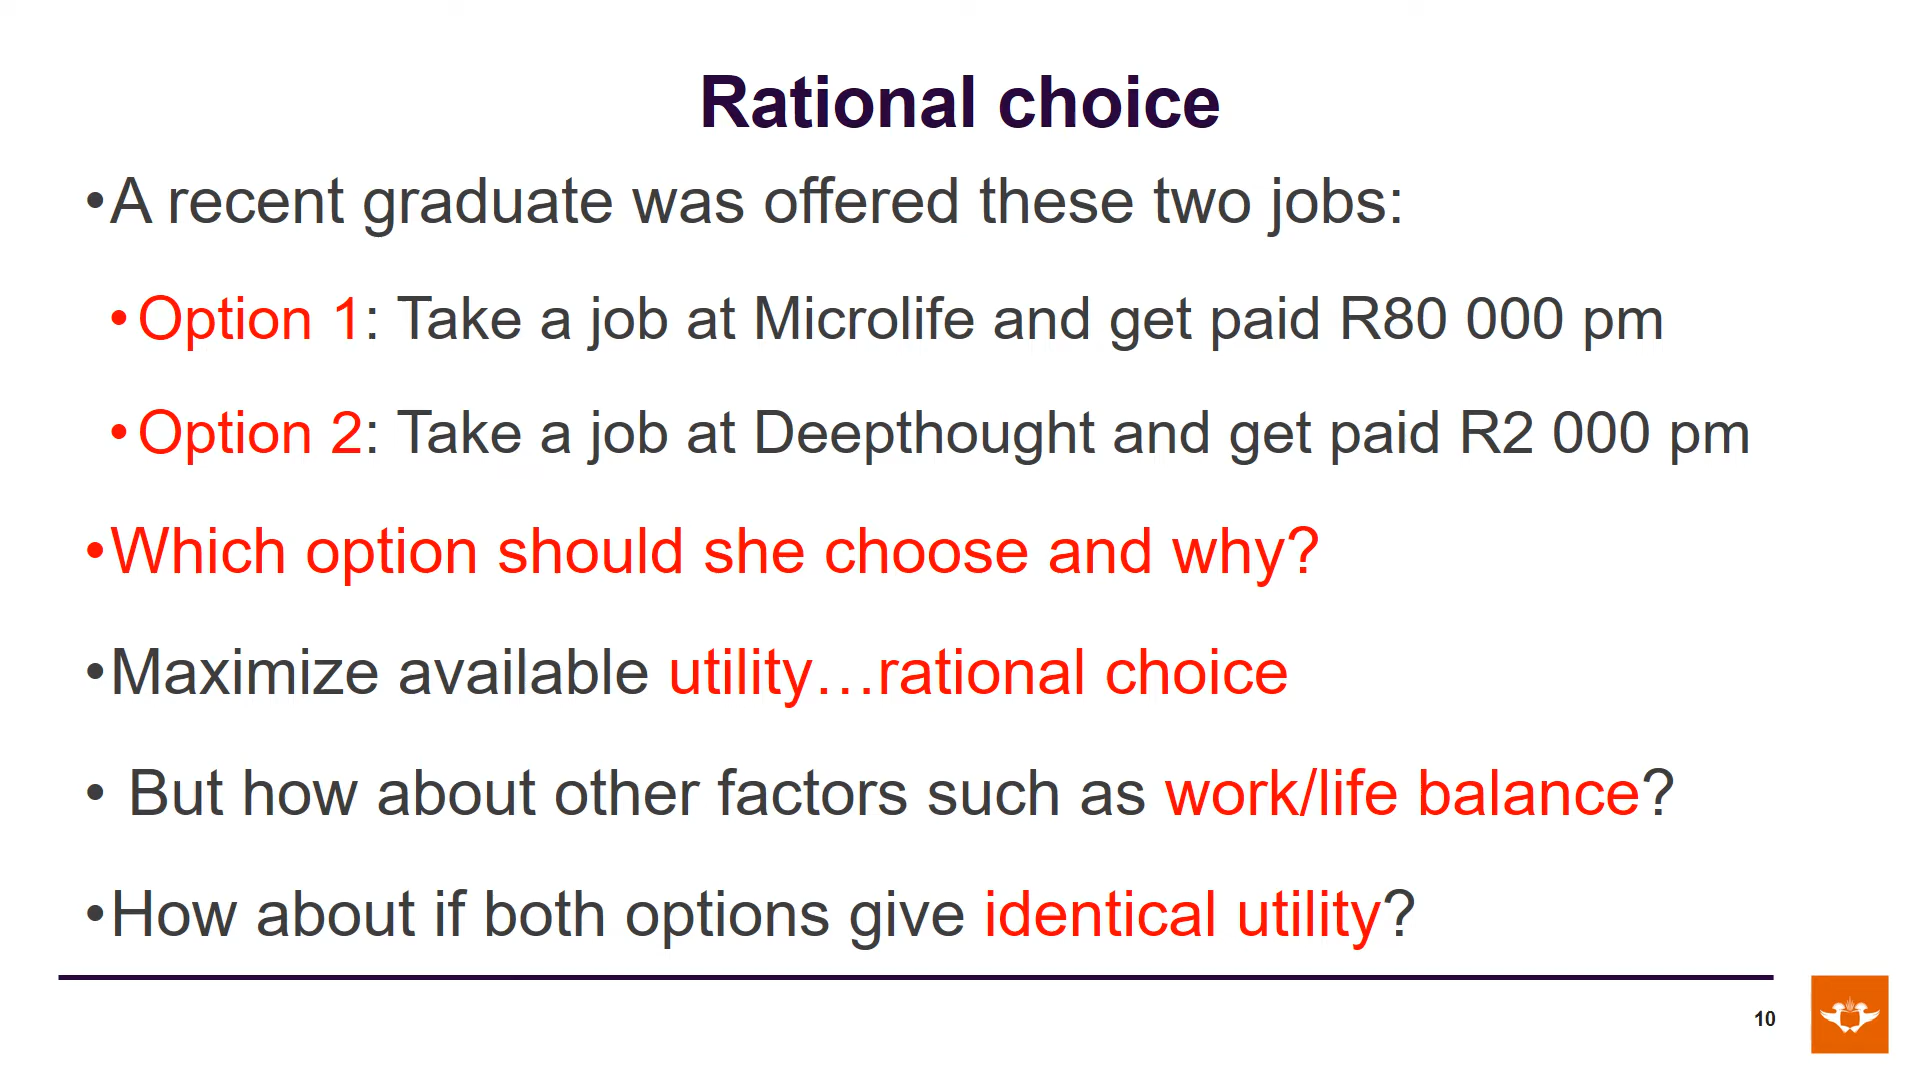 Rational choice
•A recent graduate was offered these two jobs:
•Option 1: Take a job at Microlife and get paid R80 000 pm
•Option 2: Take a job at Deepthought and get paid R2 000 pm
•Which option should she choose and why?
•Maximize available utility…rational choice
• But how about other factors such as work/life balance?
•How about if both options give identical utility?
10